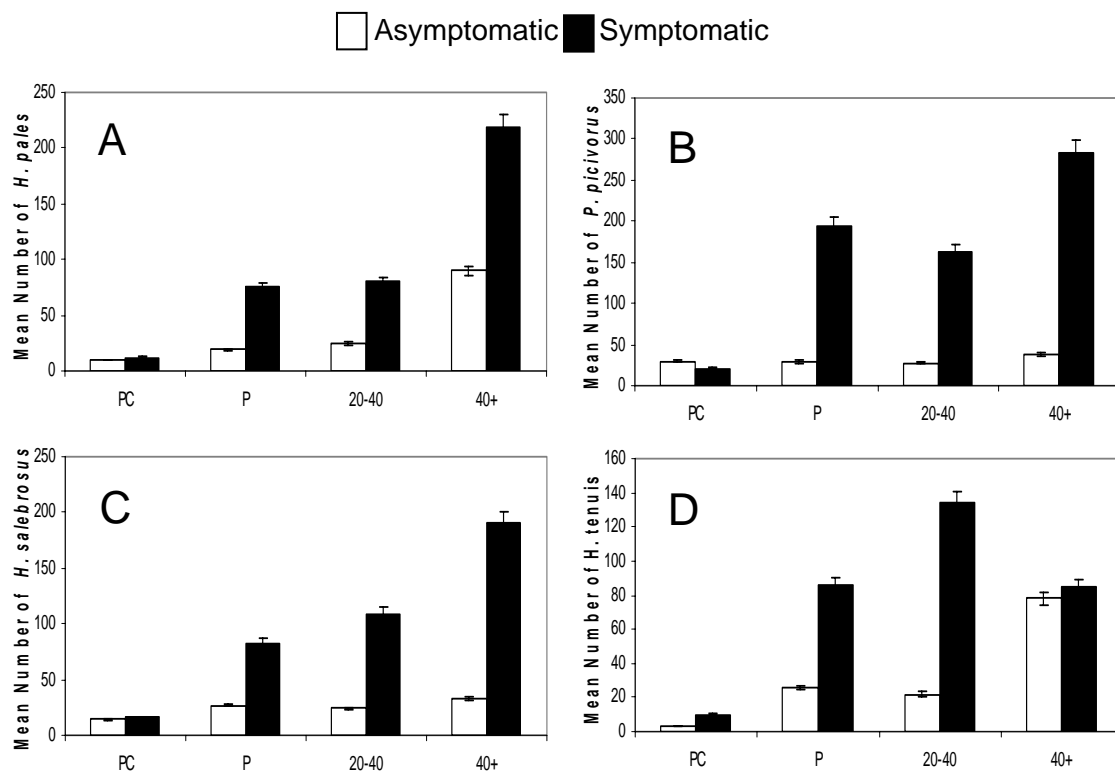 Asymptomatic Symptomatic
A
Mean Number of H. pales
250
200
150
100
50
0
PC P 20-40 40+
B
Mean Number of P. picivorus
350
300
250
200
150
100
50
0
PC P 20-40 40+
C
Mean Number of H. salebrosus
250
200
150
100
50
0
PC P 20-40 40+
D
Mean Number of H. tenuis
160
140
120
100
80
60
40
20
0
PC P 20-40 40+